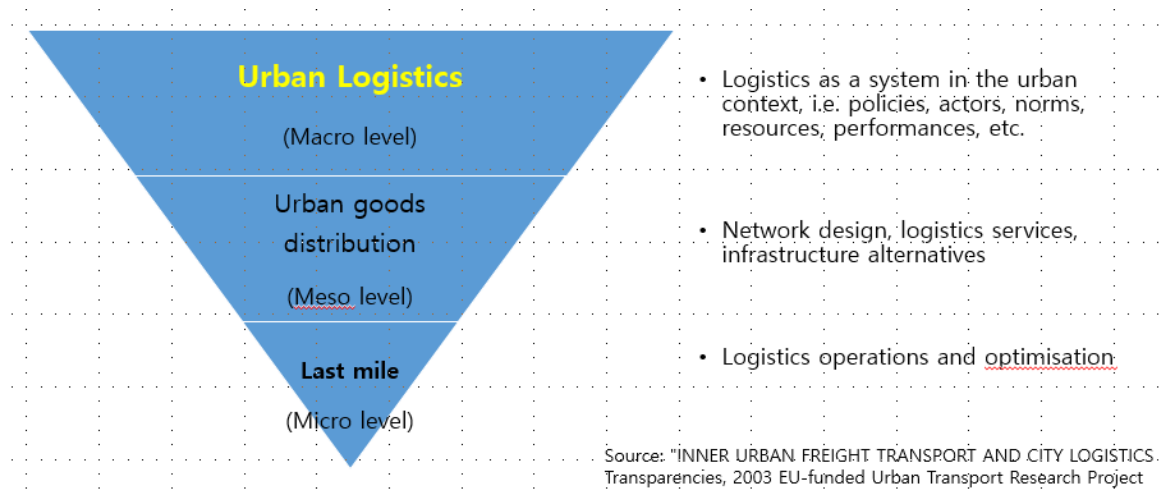 Urban Logistics
(Macro level)
• Logistics as a system in the urban
context, i.e. policies, actors, norms,
resources, performances, etc.
Urban goods
distribution
(Meso level)
• Network design, logistics services,
infrastructure alternatives
Last mile
(Micro level)
• Logistics operations and optimisation
Source: "INNER URBAN FREIGHT TRANSPORT AND CITY LOGISTICS
Transparencies, 2003 EU-funded Urban Transport Research Project